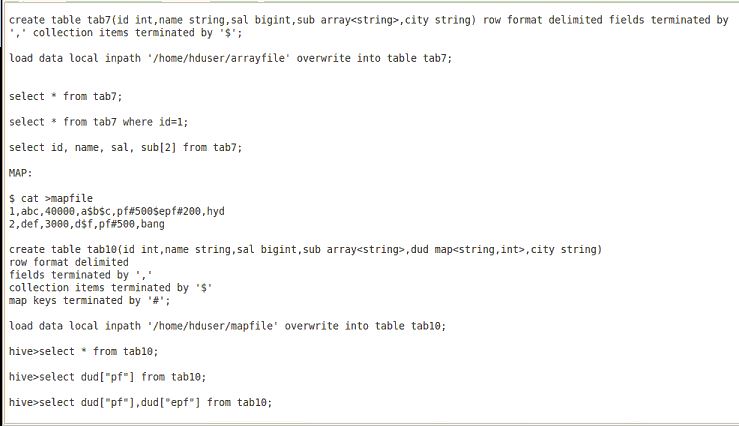 create table tab7(id int,name string,sal bigint,sub array<string>,city string) row format delimited fields terminated by
',' collection items terminated by '$';
load data local inpath '/home/hduser/arrayfile' overwrite into table tab7;
select * from tab7;
select * from tab7 where id=1;
select id, name, sal, sub[2] from tab7;
MAP:
$ cat >mapfile
1,abc,40000,a$b$c,pf#500$epf#200,hyd
2,def,3000,d$f,pf#500,bang
create table tab10(id int,name string,sal bigint,sub array<string>,dud map<string,int>,city string)
row format delimited
fields terminated by ','
collection items terminated by '$'
map keys terminated by '#';
load data local inpath '/home/hduser/mapfile' overwrite into table tab10;
hive>select * from tab10;
hive>select dud["pf"] from tab10;
hive>select dud["pf"],dud["epf"] from tab10;